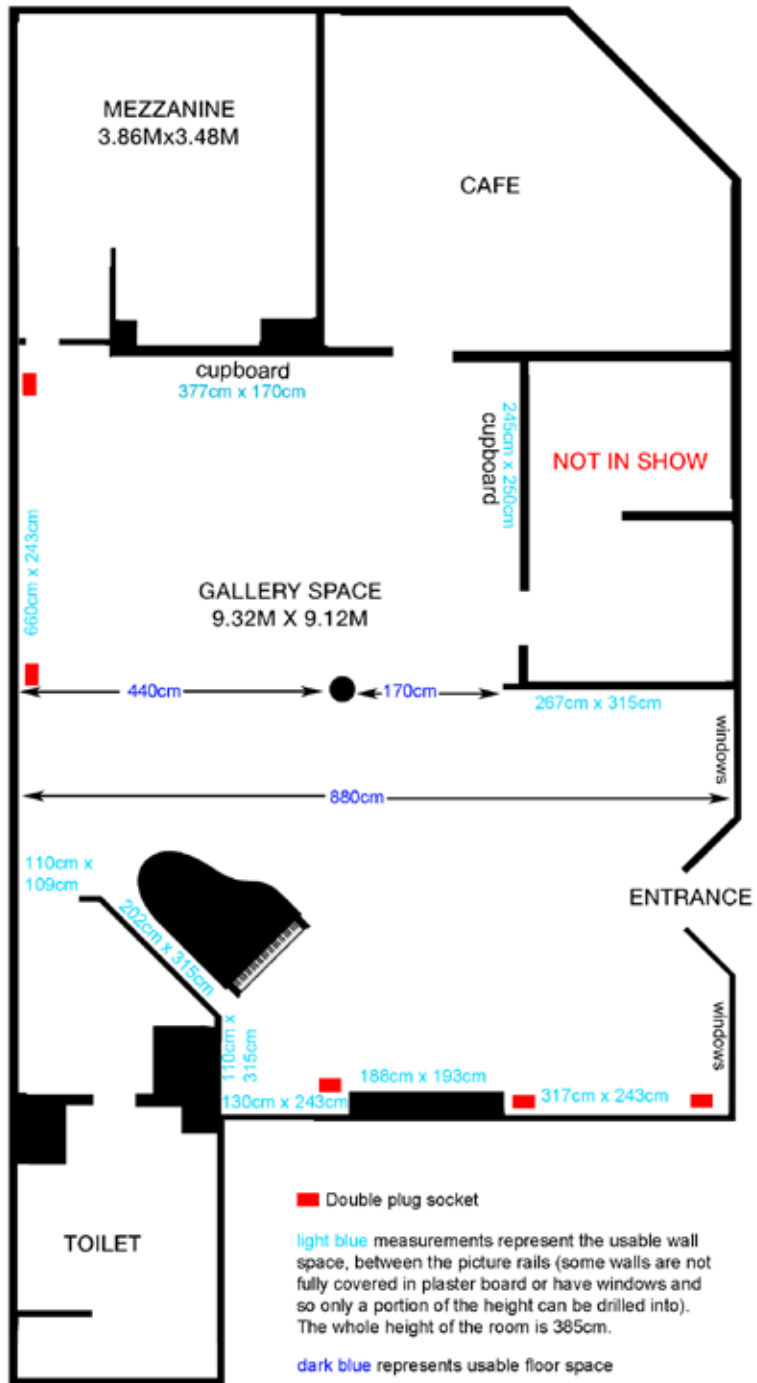 MEZZANINE
3.86Mx3.48M
CAFE
cupboard
377cm x 170cm
245cm x 250cm
cupboard
NOT IN SHOW
660cm x 243cm
GALLERY SPACE
9.32M X 9.12M
440cm
170cm
267cm x 315cm
windows
880cm
110cm x
109cm
ENTRANCE
202cm x 315cm
windows
110cm x
315cm
188cm x 193cm
130cm x 243cm
317cm x 243cm
Double plug socket
TOILET
light blue measurements represent the usable wall
space, between the picture rails (some walls are not
fully covered in plaster board or have windows and
so only a portion of the height can be drilled into).
The whole height of the room is 385cm.
dark blue represents usable floor space